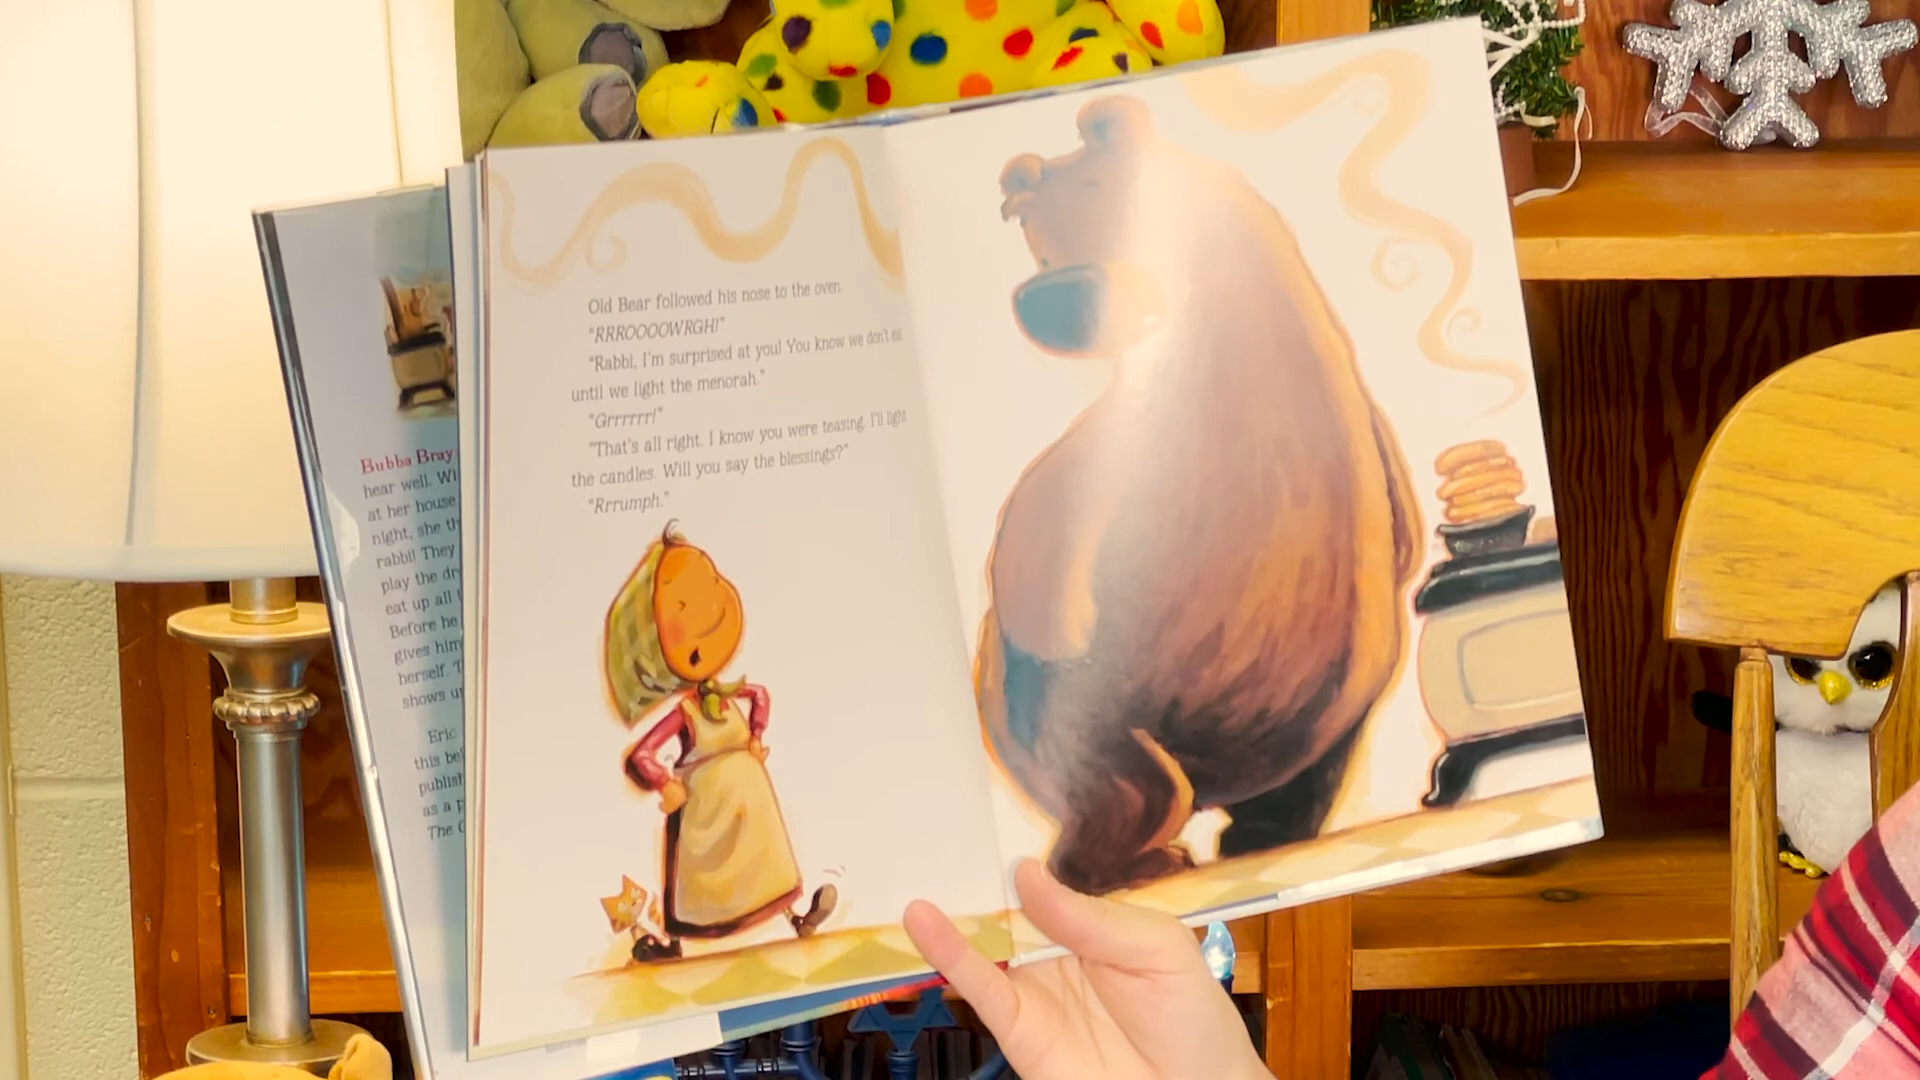 Bubba Bray
hear well. Wi
at her house
night, she th
rabbi! They
play the dr
eat up all
Before he
gives him
herself.
shows u
Eric
this be
publish
as a p
The
Old Bear followed his nose to the oven.
"RRROOOOWRGH!"
"Rabbi, I'm surprised at you! You know we don't eat
until we light the menorah."
"Grrrrrr!"
"That's all right. I know you were teasing. I'll light
the candles. Will you say the blessings?"
"Rrrumph."